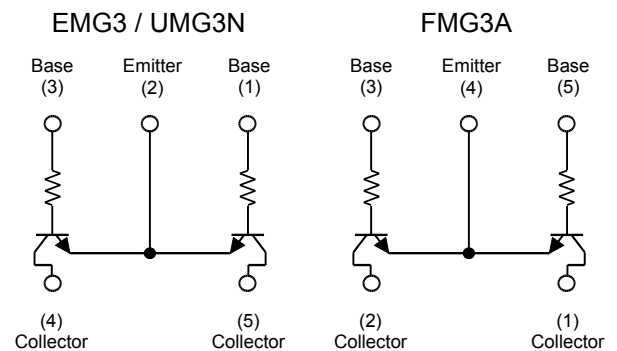 EMG3 / UMG3N
FMG3A
Base Emitter Base
(3) (2) (1)
Base Emitter Base
(3) (4) (5)
(4) (5)
Collector Collector
(2) (1)
Collector Collector